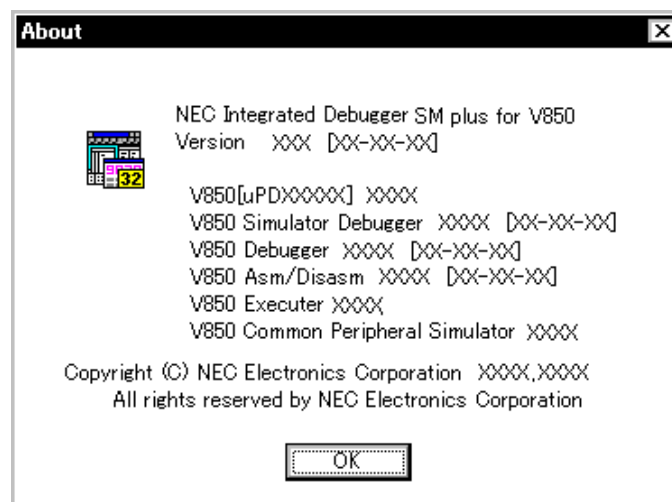 About
NEC Integrated Debugger SM plus for V850
Version XXX [XX-XX-XX]
32
V850[uPDXXXXX] XXXX
V850 Simulator Debugger XXXX [XX-XX-XX]
V850 Debugger XXXX [XX-XX-XX]
V850 Asm/Disasm XXXX [XX-XX-XX]
V850 Executer XXXX
V850 Common Peripheral Simulator XXXX
Copyright (C) NEC Electronics Corporation XXXX,XXXX
All rights reserved by NEC Electronics Corporation
OK